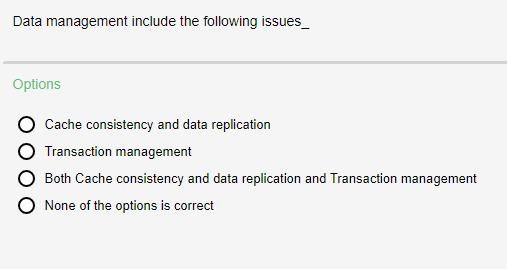 Data management include the following issues_
Options
Cache consistency and data replication
Transaction management
Both Cache consistency and data replication and Transaction management
None of the options is correct